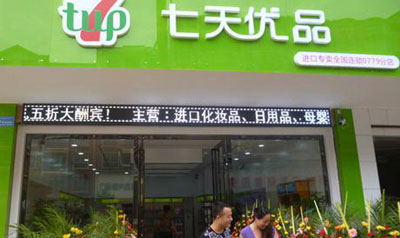 7
tup
七天优品
进口专卖全国连锁0779分店
五折大酬宾! 主营:进口化妆品、日用品、母婴